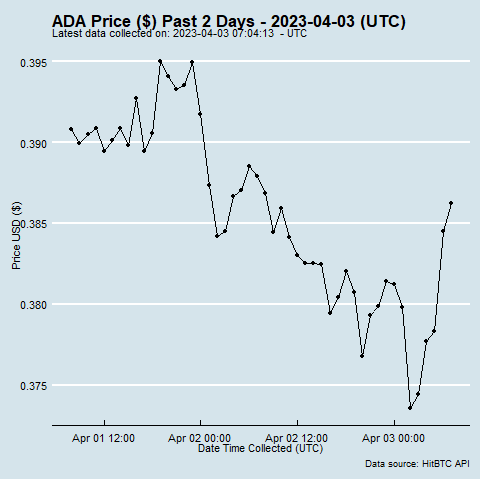 ADA Price ($) Past 2 Days - 2023-04-03 (UTC)
Latest data collected on: 2023-04-03 07:04:13 - UTC
0.395
0.390
0.385
0.380
0.375
Price USD ($)
Apr 01 12:00
Apr 02 00:00
Apr 02 12:00
Apr 03 00:00
Date Time Collected (UTC)
Data source: HitBTC API